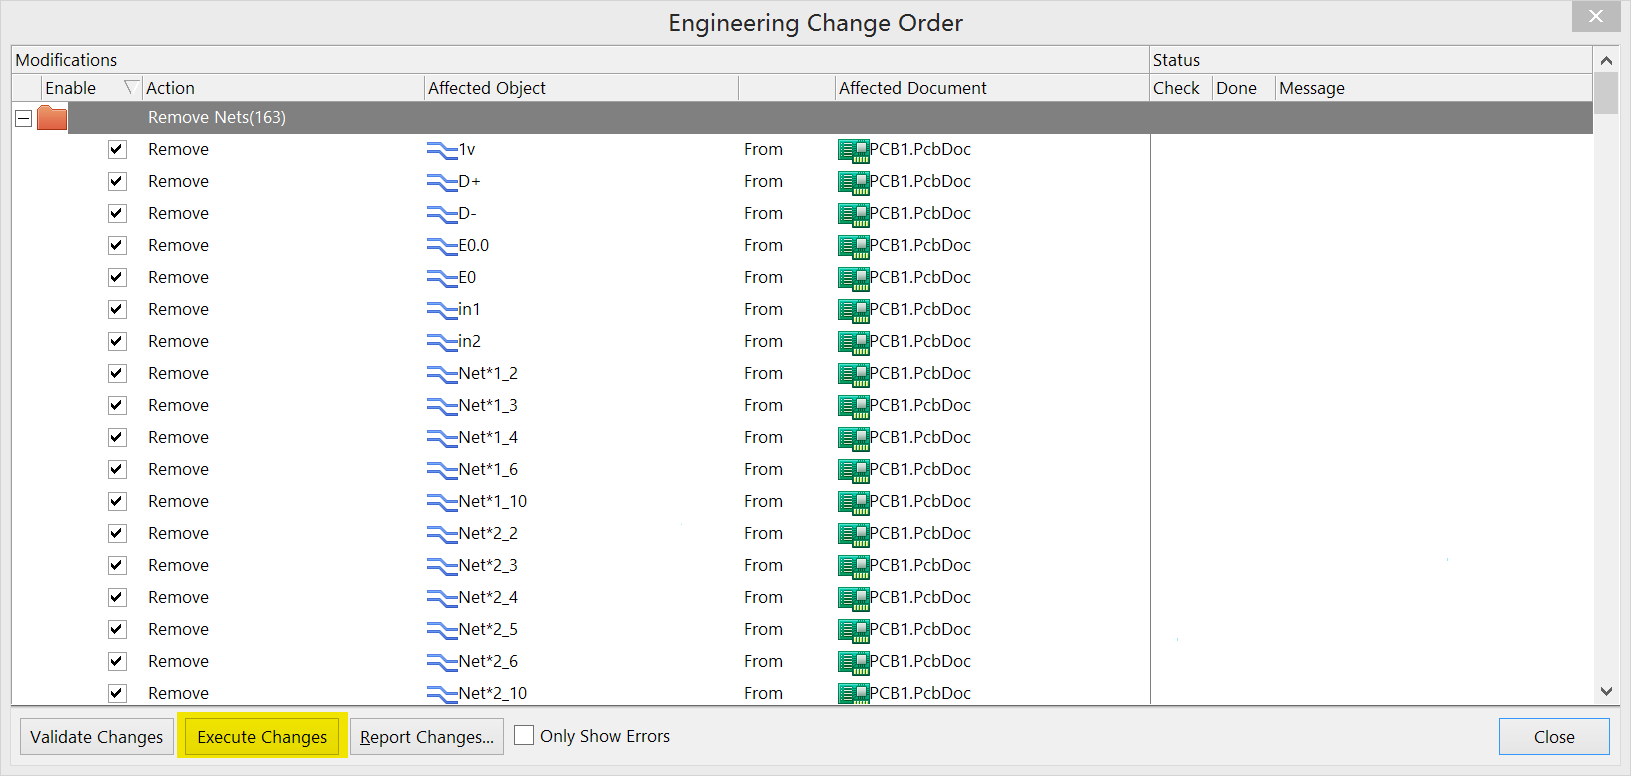 Engineering Change Order
Modifications Status
Enable Action Affected Object Affected Document Check Done Message
Remove Nets(163)
Remove 1v From PCB1.PcbDoc
Remove D+ From PCB1.PcbDoc
Remove D- From PCB1.PcbDoc
Remove E0.0 From PCB1.PcbDoc
Remove E0 From PCB1.PcbDoc
Remove in1 From PCB1.PcbDoc
Remove in2 From PCB1.PcbDoc
Remove Net*1_2 From PCB1.PcbDoc
Remove Net*1_3 From PCB1.PcbDoc
Remove Net*1_4 From PCB1.PcbDoc
Remove Net*1_6 From PCB1.PcbDoc
Remove Net*1_10 From PCB1.PcbDoc
Remove Net*2_2 From PCB1.PcbDoc
Remove Net*2_3 From PCB1.PcbDoc
Remove Net*2_4 From PCB1.PcbDoc
Remove Net*2_5 From PCB1.PcbDoc
Remove Net*2_6 From PCB1.PcbDoc
Remove Net*2_10 From PCB1.PcbDoc
Validate Changes Execute Changes Report Changes... Only Show Errors Close